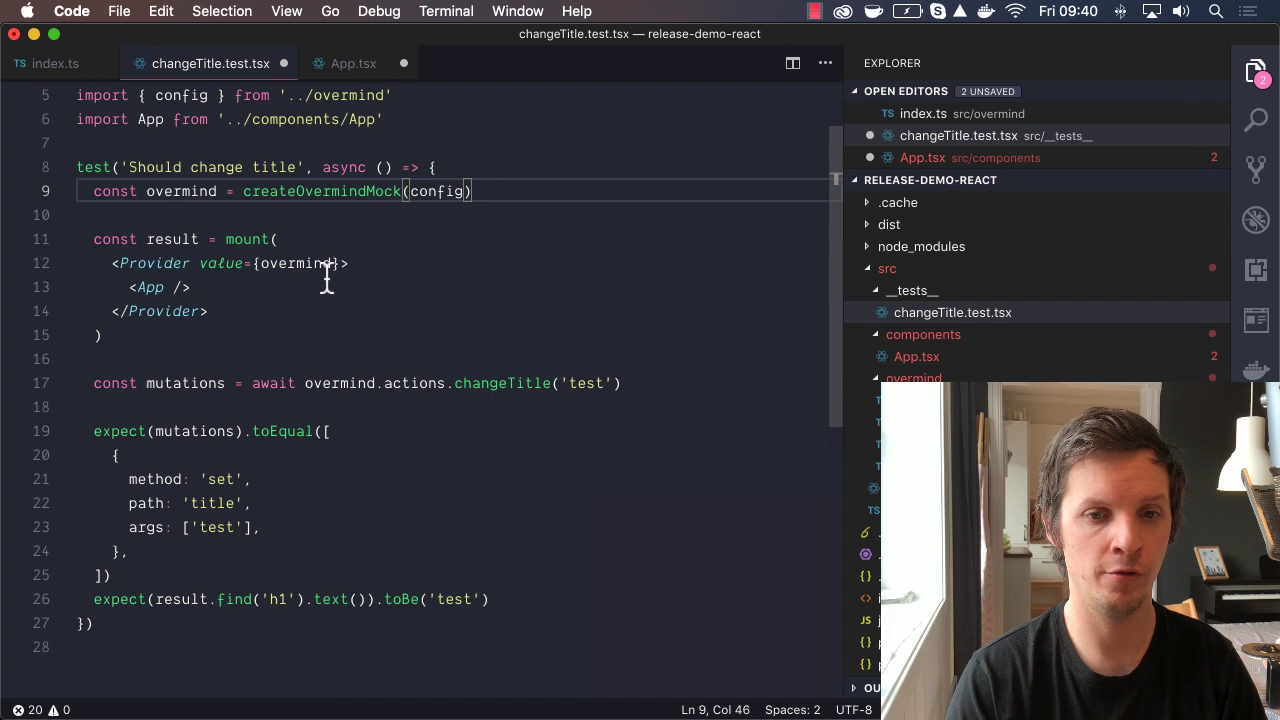 Code File Edit Selection View Go Debug Terminal Window Help Fri 09:40
changeTitle.test.tsx — release-demo-react
TS index.ts changeTitle.test.tsx App.tsx
5 import { config } from '../overmind'
6 import App from '../components/App'
7
8 test('Should change title', async () => {
9 const overmind = createOvermindMock(config)
10
11 const result = mount(
12 <Provider value={overmind}>
13 <App />
14 </Provider>
15 )
16
17 const mutations = await overmind.actions.changeTitle('test')
18
19 expect(mutations).toEqual([
20 {
21 method: 'set',
22 path: 'title',
23 args: ['test'],
24 },
25 ])
26 expect(result.find('h1').text()).toBe('test')
27 })
28
EXPLORER
OPEN EDITORS 2 UNSAVED
TS index.ts src/overmind
changeTitle.test.tsx src/__tests__
App.tsx src/components 2
RELEASE-DEMO-REACT
.cache
dist
node_modules
src
__tests__
changeTitle.test.tsx
components
App.tsx 2
overmind
TS
JS
OU
2
20 0 Ln 9, Col 46 Spaces: 2 UTF-8